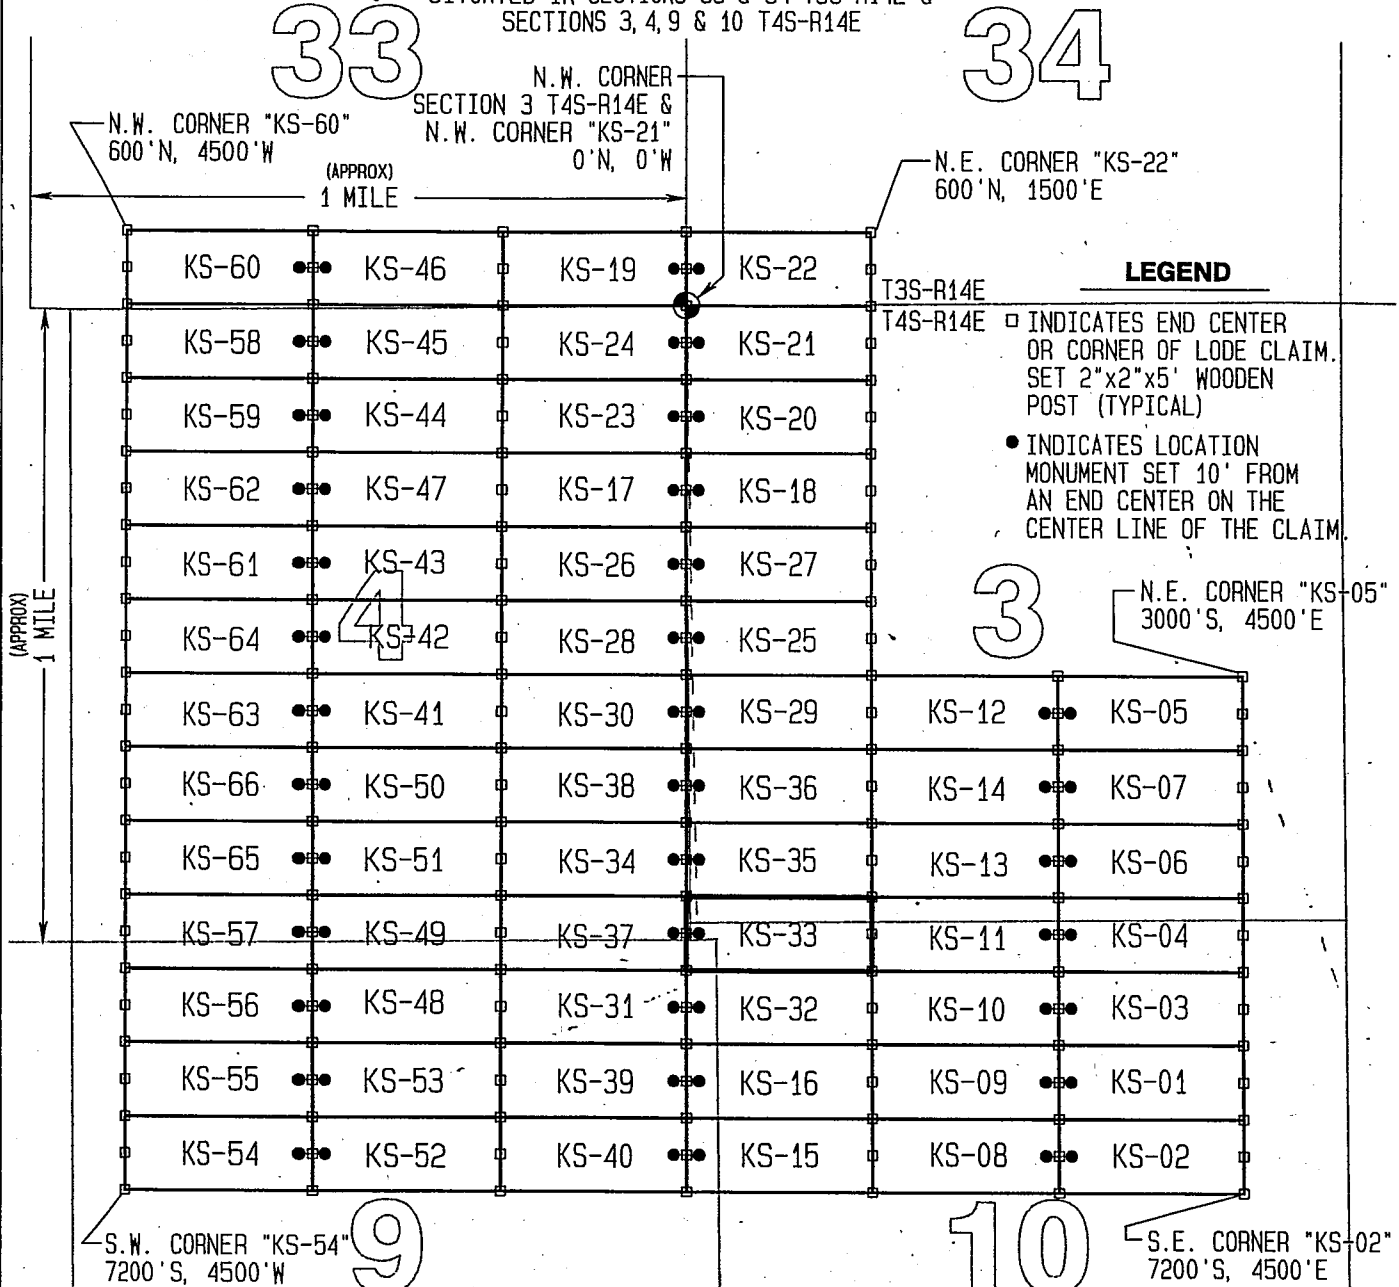 SECTIONS 3, 4, 9 & 10 T4S-R14E
33
34
N.W. CORNER
SECTION 3 T4S-R14E &
N.W. CORNER "KS-21"
0'N, 0'W
N.W. CORNER "KS-60"
600'N, 4500'W
(APPROX)
1 MILE
N.E. CORNER "KS-22"
600'N, 1500'E
KS-60 KS-46 KS-19 KS-22
T3S-R14E
T4S-R14E
LEGEND
INDICATES END CENTER
OR CORNER OF LODE CLAIM.
SET 2"x2"x5' WOODEN
POST (TYPICAL)
INDICATES LOCATION
MONUMENT SET 10' FROM
AN END CENTER ON THE
CENTER LINE OF THE CLAIM.
KS-58 KS-45 KS-24 KS-21
KS-59 KS-44 KS-23 KS-20
KS-62 KS-47 KS-17 KS-18
KS-61 KS-43 KS-26 KS-27
4
3
N.E. CORNER "KS-05"
3000'S, 4500'E
(APPROX)
1 MILE
KS-64 KS-42 KS-28 KS-25
KS-63 KS-41 KS-30 KS-29 KS-12 KS-05
KS-66 KS-50 KS-38 KS-36 KS-14 KS-07
KS-65 KS-51 KS-34 KS-35 KS-13 KS-06
KS-57 KS-49 KS-37 KS-33 KS-11 KS-04
KS-56 KS-48 KS-31 KS-32 KS-10 KS-03
KS-55 KS-53 KS-39 KS-16 KS-09 KS-01
KS-54 KS-52 KS-40 KS-15 KS-08 KS-02
9
10
S.W. CORNER "KS-54"
7200'S, 4500'W
S.E. CORNER "KS-02"
7200'S, 4500'E